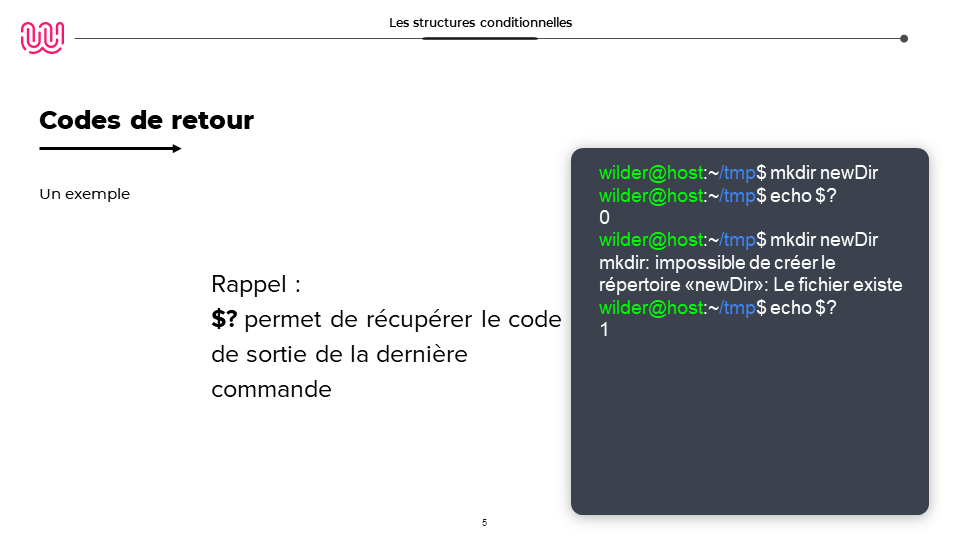 Les structures conditionnelles
Codes de retour
Un exemple
Rappel :
$? permet de récupérer le code
de sortie de la dernière
commande
wilder@host:~/tmp$ mkdir newDir
wilder@host:~/tmp$ echo $?
0
wilder@host:~/tmp$ mkdir newDir
mkdir: impossible de créer le
répertoire «newDir»: Le fichier existe
wilder@host:~/tmp$ echo $?
1
5